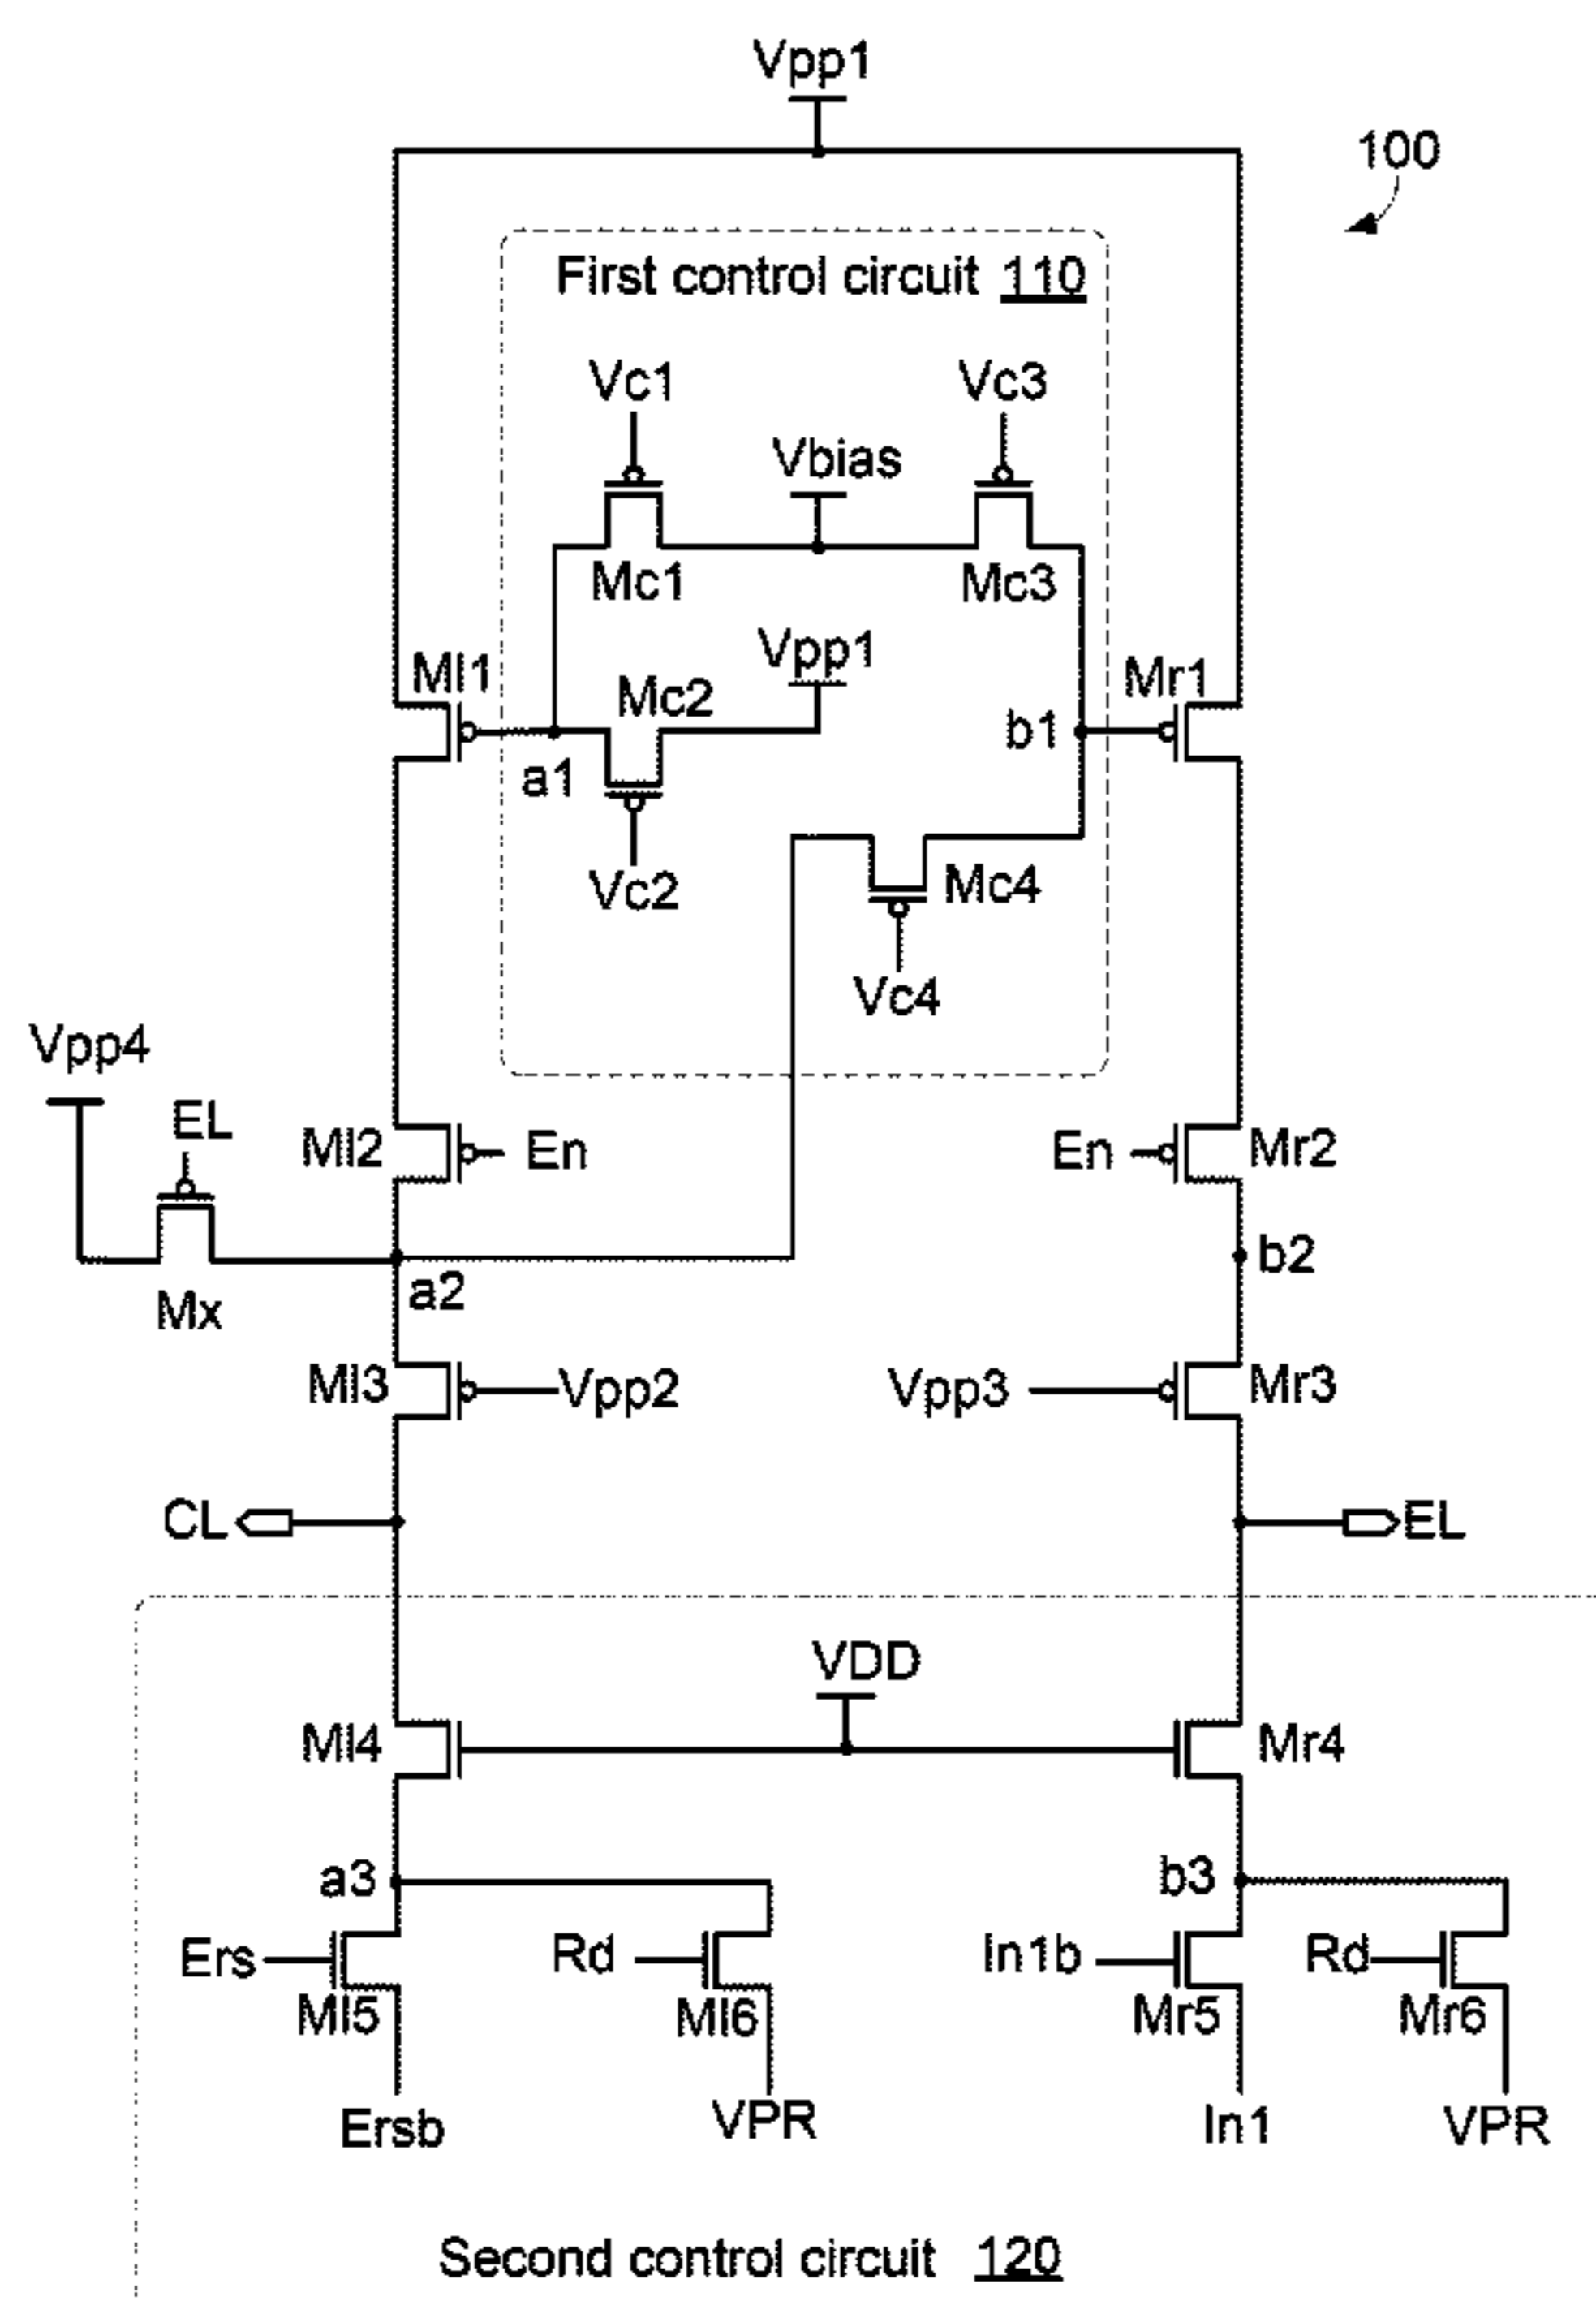 Vpp1
100
First control circuit 110
Vc1
Vc3
Vbias
Mc1
Mc3
Vpp1
Ml1
Mc2
Mr1
b1
a1
Vc2
Mc4
Vc4
Vpp4
EL
Ml2
En
En
Mr2
b2
a2
Mx
Ml3
Vpp2
Vpp3
Mr3
CL
EL
VDD
Ml4
Mr4
a3
b3
Ers
Rd
In1b
Rd
Ml5
Ml6
Mr5
Mr6
Ersb
VPR
In1
VPR
Second control circuit 120